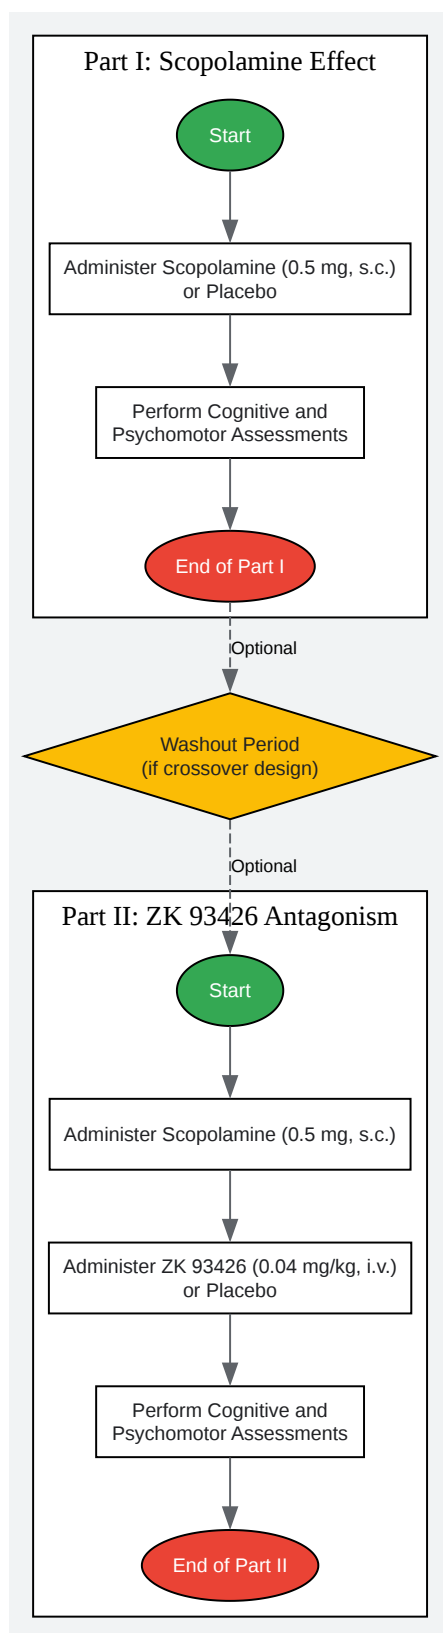 Part I: Scopolamine Effect
Start
Administer Scopolamine (0.5 mg, s.c.)
or Placebo
Perform Cognitive and
Psychomotor Assessments
End of Part I
Optional
Washout Period
(if crossover design)
Optional
Part II: ZK 93426 Antagonism
Start
Administer Scopolamine (0.5 mg, s.c.)
Administer ZK 93426 (0.04 mg/kg, i.v.)
or Placebo
Perform Cognitive and
Psychomotor Assessments
End of Part II